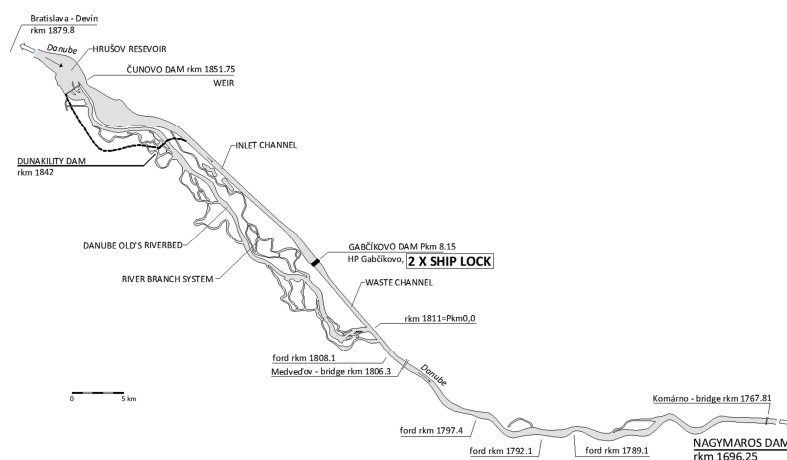 Bratislava - Devín
rkm 1879.8
Danube
HRUŠOV RESEVOIR
ČUNOVO DAM rkm 1851.75
WEIR
INLET CHANNEL
DUNAKILITY DAM
rkm 1842
DANUBE OLD'S RIVERBED
GABČÍKOVO DAM Pkm 8.15
HP Gabčíkovo, 2 X SHIP LOCK
RIVER BRANCH SYSTEM
WASTE CHANNEL
rkm 1811=Pkm0,0
ford rkm 1808.1
Medveďov - bridge rkm 1806.3
Danube
0 5 km
Komárno - bridge rkm 1767.81
ford rkm 1797.4
ford rkm 1792.1
ford rkm 1789.1
NAGYMAROS DAM
rkm 1696.25